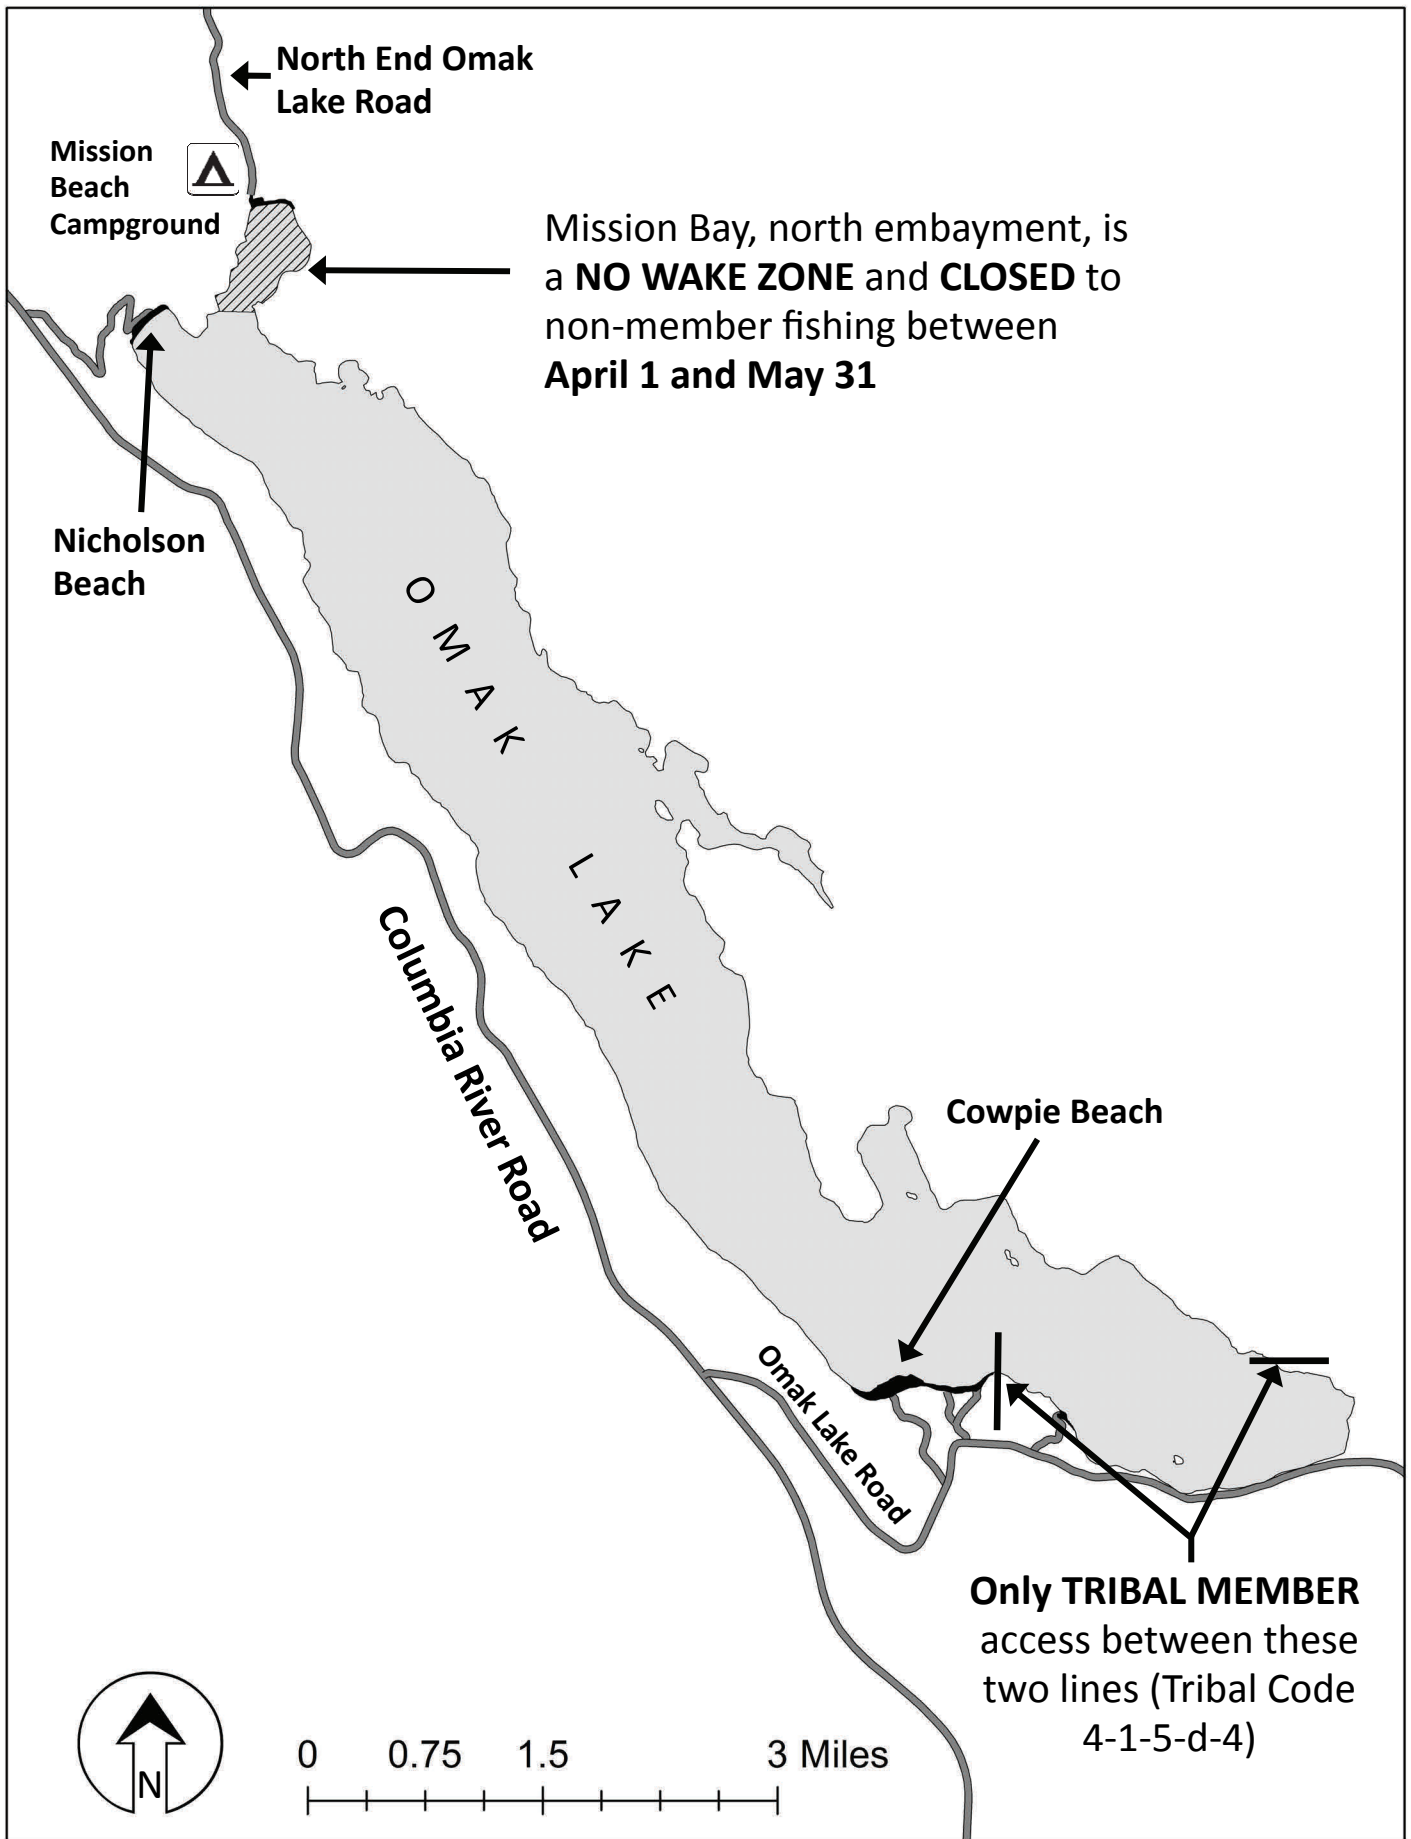 North End Omak
Lake Road
Mission
Beach
Campground
Mission Bay, north embayment, is
a NO WAKE ZONE and CLOSED to
non-member fishing between
April 1 and May 31
Nicholson
Beach
OMAK
LAKE
Columbia River Road
Cowpie Beach
Omak Lake Road
Only TRIBAL MEMBER
access between these
two lines (Tribal Code
4-1-5-d-4)
N
0 0.75 1.5 3 Miles